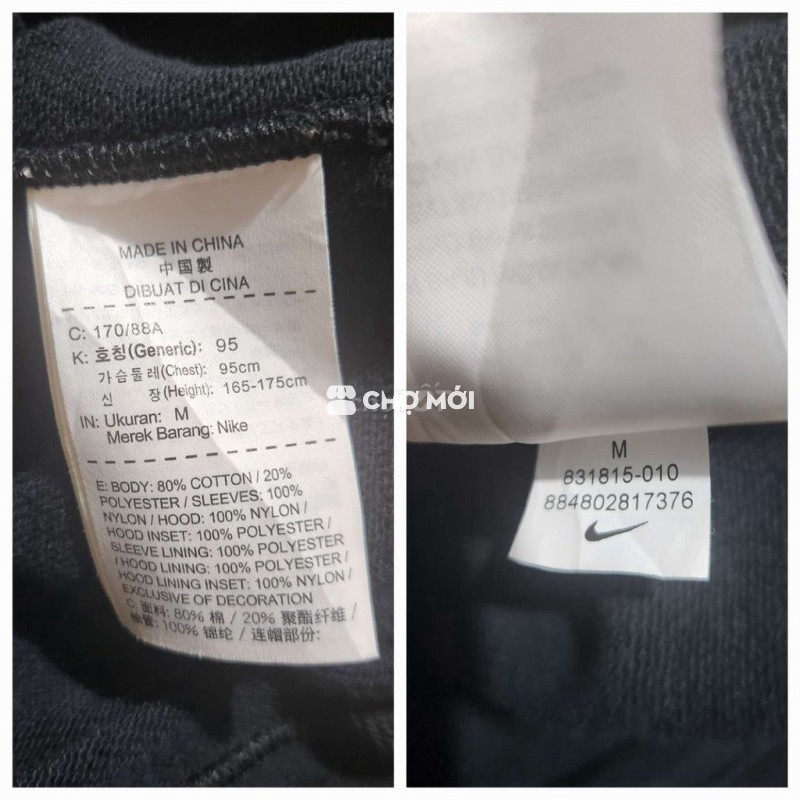 MADE IN CHINA
中国製
DIBUAT DI CINA
C: 170/88A
K: 호칭(Generic): 95
가슴둘레(Chest): 95cm
신 장(Height): 165-175cm
IN: Ukuran: M
Merek Barang: Nike
E: BODY: 80% COTTON / 20%
POLYESTER / SLEEVES: 100%
NYLON / HOOD: 100% NYLON /
HOOD INSET: 100% POLYESTER /
SLEEVE LINING: 100% POLYESTER
/ HOOD LINING: 100% POLYESTER /
HOOD LINING INSET: 100% NYLON /
EXCLUSIVE OF DECORATION
C: 面料: 80% 棉 / 20% 聚酯纤维 /
袖管: 100% 锦纶 / 连帽部份:
CHỢ MỚI
M
831815-010
884802817376